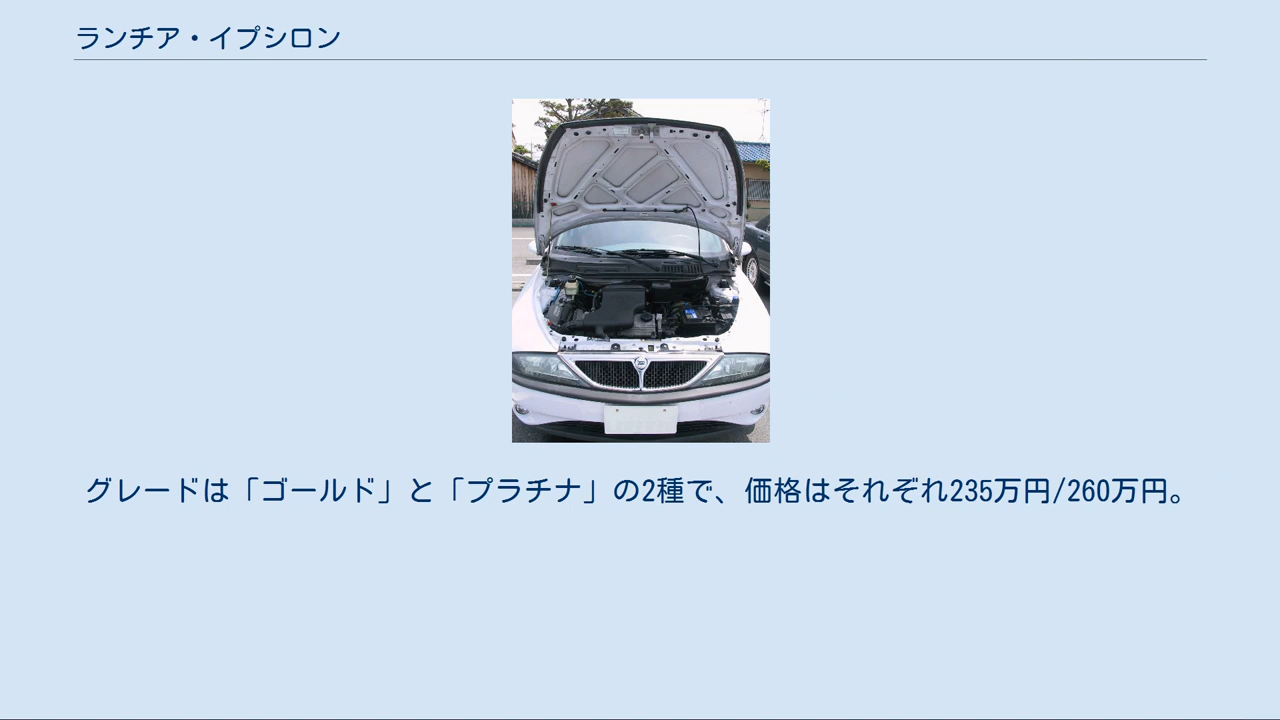 ランチア・イプシロン
グレードは「ゴールド」と「プラチナ」の2種で、価格はそれぞれ235万円/260万円。